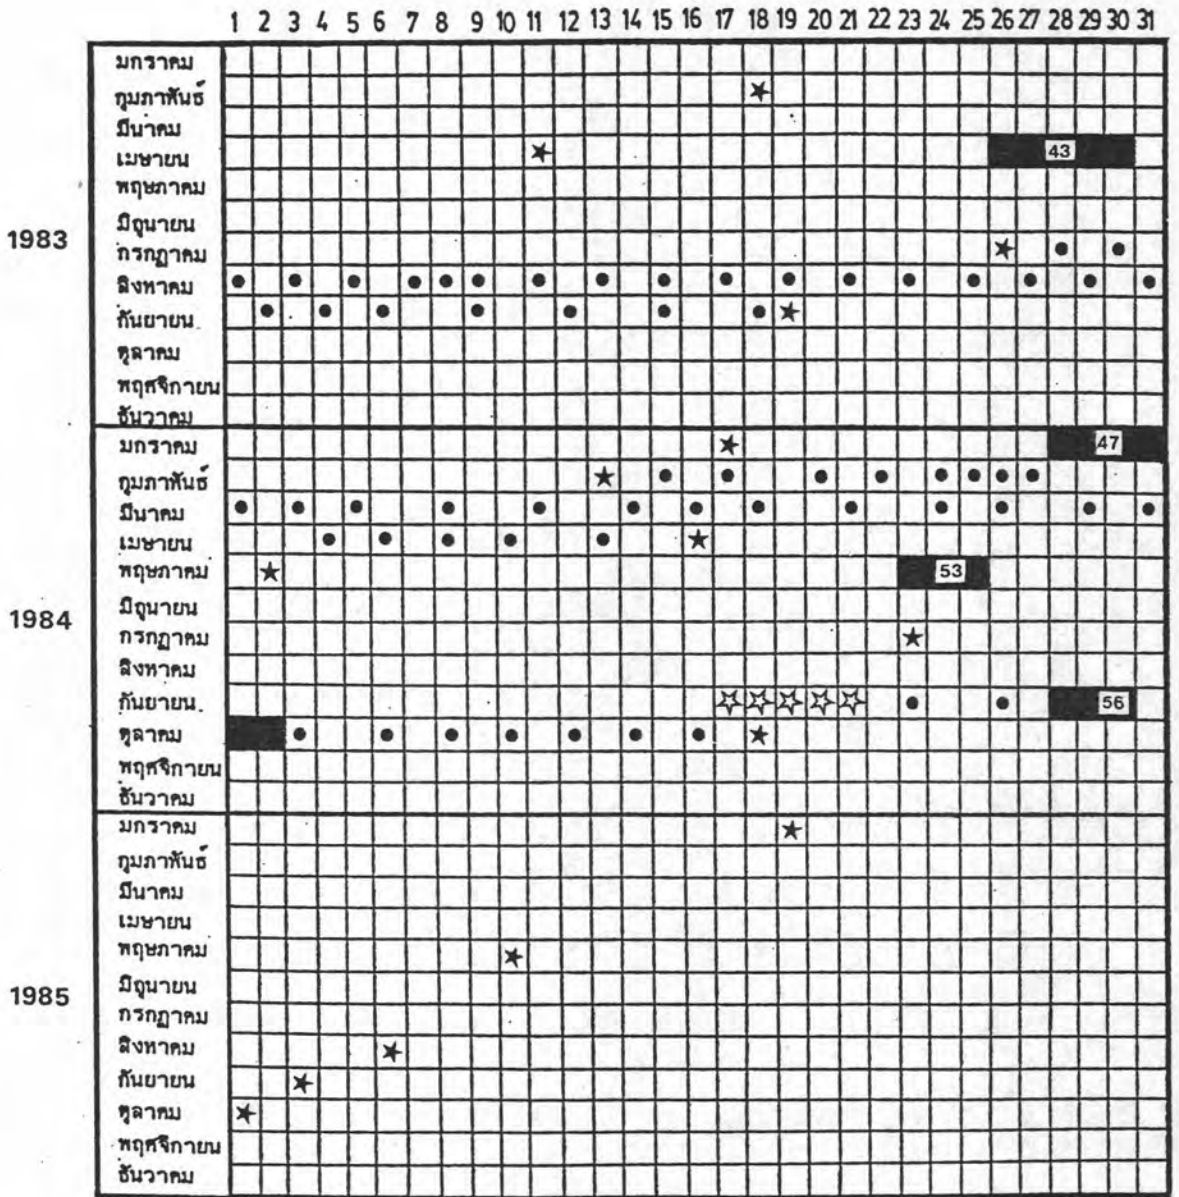 1 2 3 4 5 6 7 8 9 10 11 12 13 14 15 16 17 18 19 20 21 22 23 24 25 26 27 28 29 30 31
มกราคม
กุมภาพันธ์
มีนาคม
เมษายน 43
พฤษภาคม
มิถุนายน
1983
กรกฎาคม
สิงหาคม
กันยายน
ตุลาคม
พฤศจิกายน
ธันวาคม
มกราคม 47
กุมภาพันธ์
มีนาคม
เมษายน
พฤษภาคม 53
มิถุนายน
1984
กรกฎาคม
สิงหาคม
กันยายน 56
ตุลาคม
พฤศจิกายน
ธันวาคม
มกราคม
กุมภาพันธ์
มีนาคม
เมษายน
พฤษภาคม
มิถุนายน
1985
กรกฎาคม
สิงหาคม
กันยายน
ตุลาคม
พฤศจิกายน
ธันวาคม